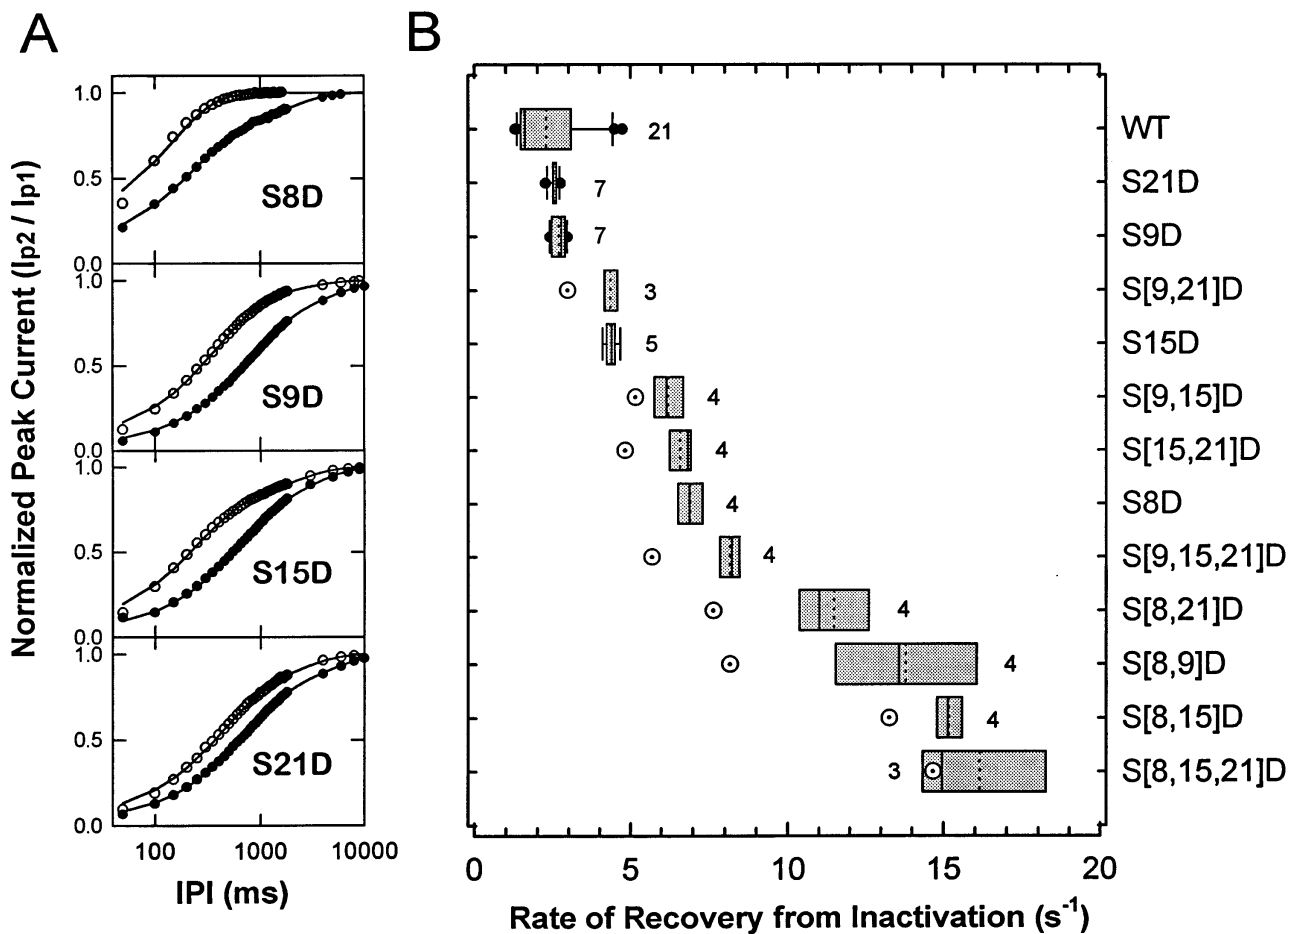 A
B
Normalized Peak Current (Ip2 / Ip1)
1.0
0.5
0.0
S8D
1.0
0.5
0.0
S9D
1.0
0.5
0.0
S15D
1.0
0.5
0.0
S21D
100 1000 10000
IPI (ms)
21 WT
7 S21D
7 S9D
3 S[9,21]D
5 S15D
4 S[9,15]D
4 S[15,21]D
4 S8D
4 S[9,15,21]D
4 S[8,21]D
4 S[8,9]D
4 S[8,15]D
3 S[8,15,21]D
0 5 10 15 20
Rate of Recovery from Inactivation (s-1)